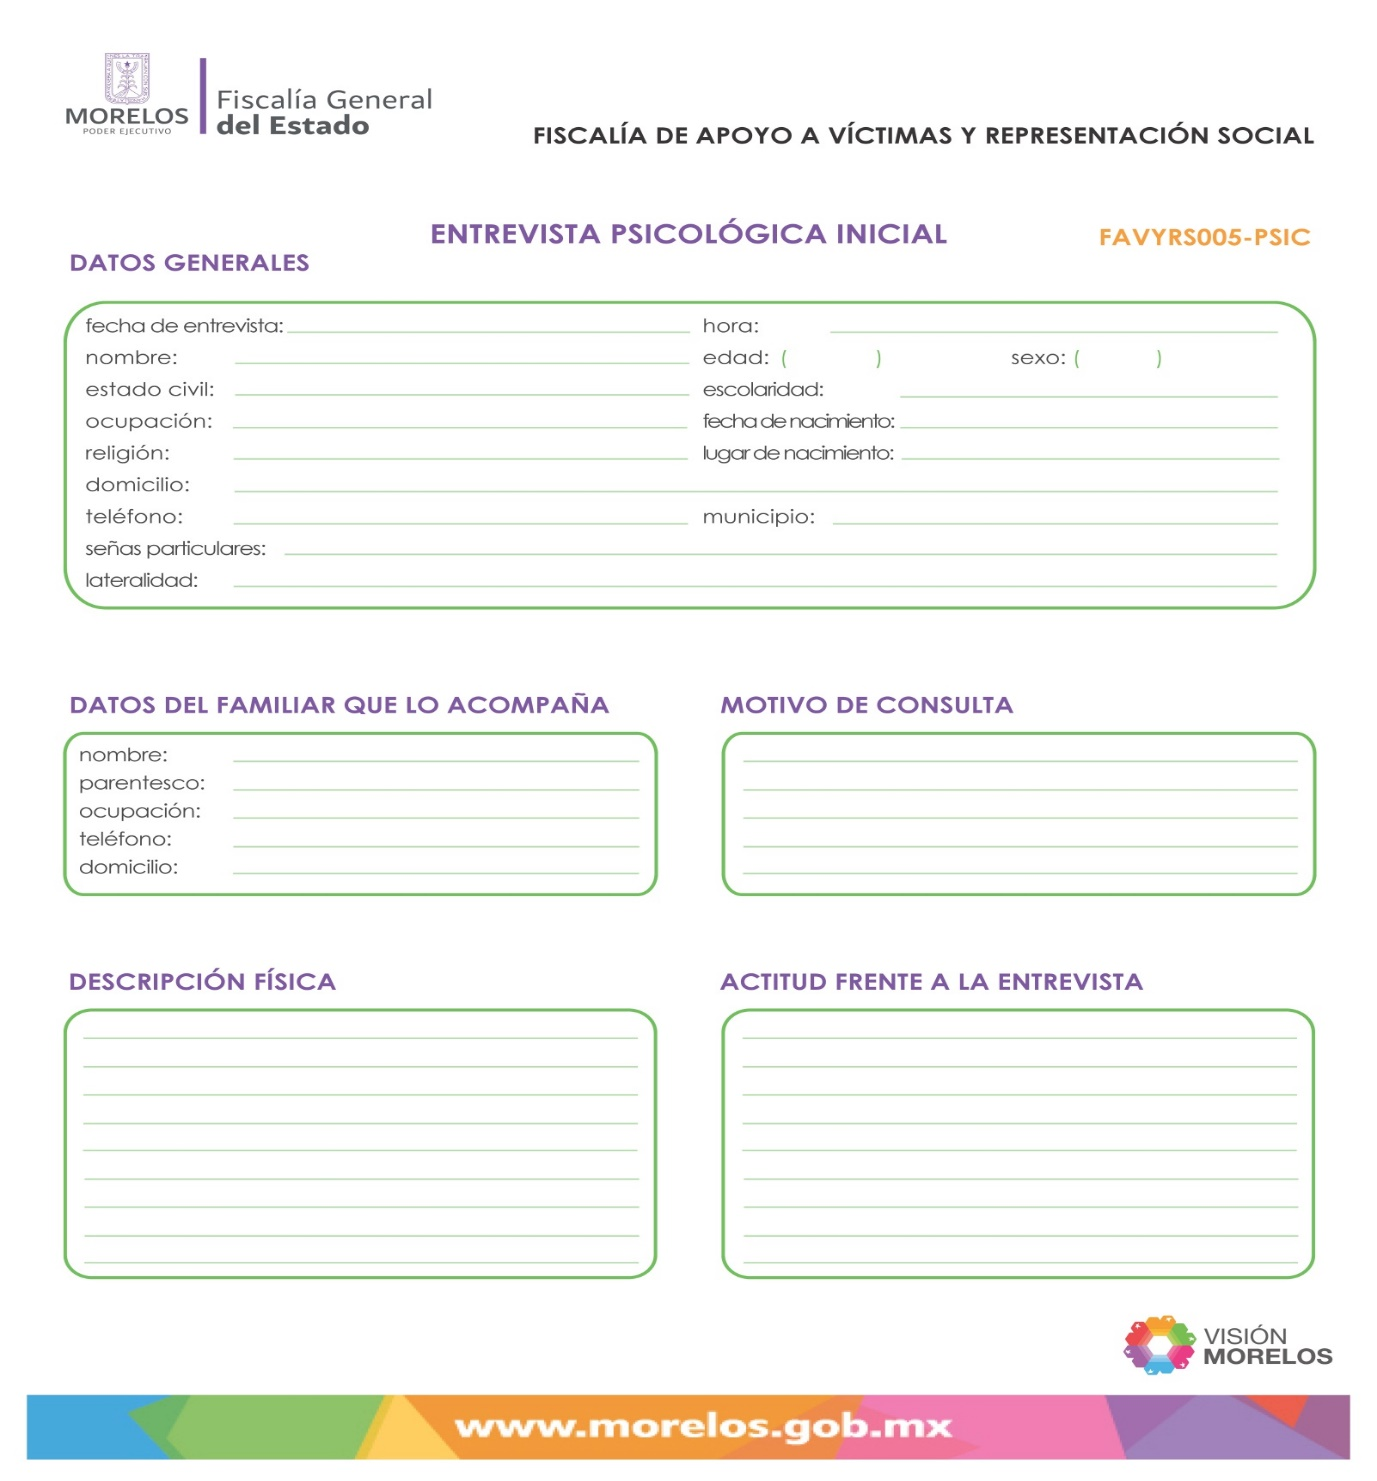 MORELOS
PODER EJECUTIVO
Fiscalía General
del Estado
FISCALÍA DE APOYO A VÍCTIMAS Y REPRESENTACIÓN SOCIAL
ENTREVISTA PSICOLÓGICA INICIAL
FAVYRS005-PSIC
DATOS GENERALES
fecha de entrevista: hora:
nombre: edad: ( ) sexo: ( )
estado civil: escolaridad:
ocupación: fecha de nacimiento:
religión: lugar de nacimiento:
domicilio:
teléfono: municipio:
señas particulares:
lateralidad:
DATOS DEL FAMILIAR QUE LO ACOMPAÑA
nombre:
parentesco:
ocupación:
teléfono:
domicilio:
MOTIVO DE CONSULTA
DESCRIPCIÓN FÍSICA
ACTITUD FRENTE A LA ENTREVISTA
VISIÓN
MORELOS
www.morelos.gob.mx